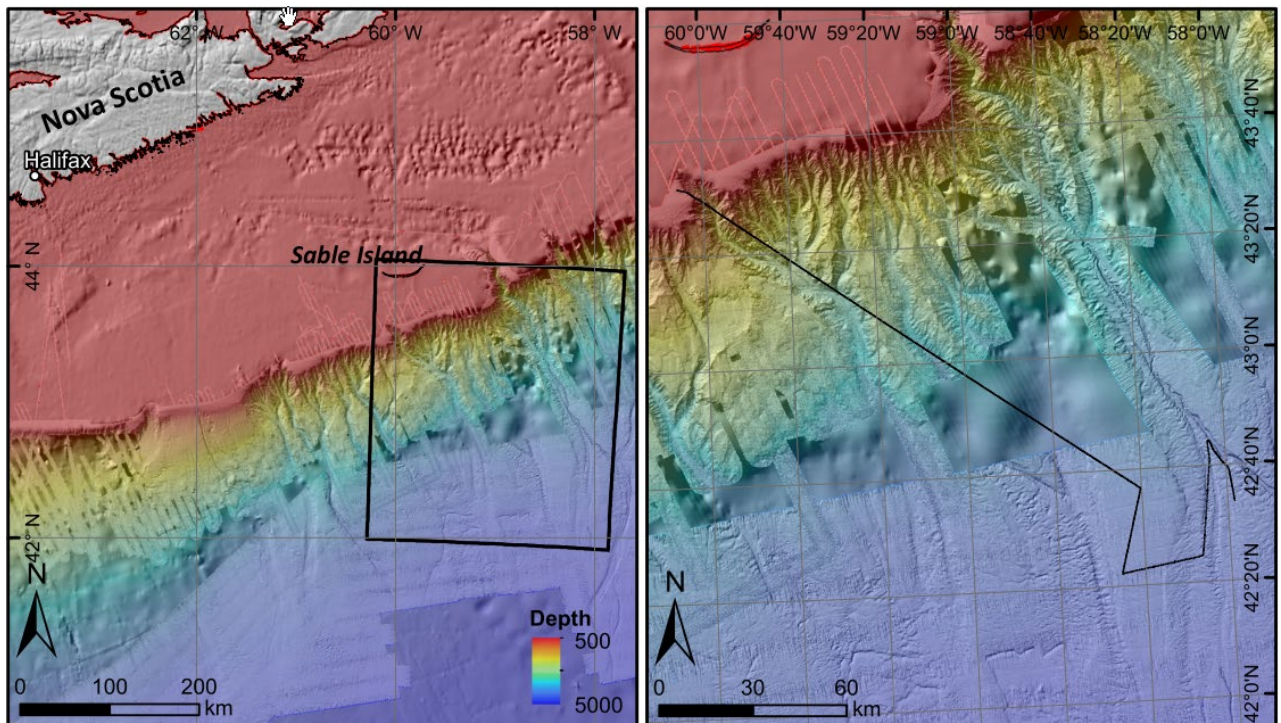 62°W
60°W
58°W
Nova Scotia
Halifax
Sable Island
44° N
42° N
N
Depth
500
5000
0 100 200
km
60°0'W
59°40'W
59°20'W
59°0'W
58°40'W
58°20'W
58°0'W
43°40'N
43°20'N
43°0'N
42°40'N
42°20'N
42°0'N
N
0 30 60
km